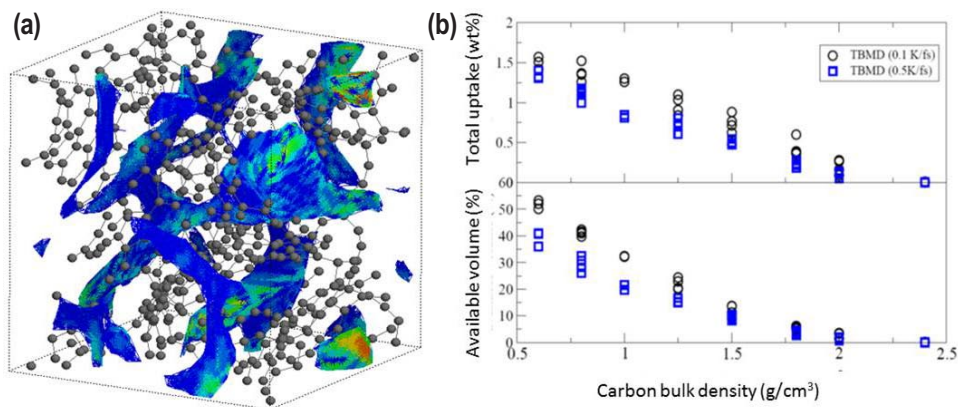 (a)
(b)
Total uptake (wt%)
2
1.5
1
0.5
0
TBMD (0.1 K/fs)
TBMD (0.5K/fs)
Available volume (%)
60
50
40
30
20
10
0
0.5
1
1.5
2
2.5
Carbon bulk density (g/cm³)